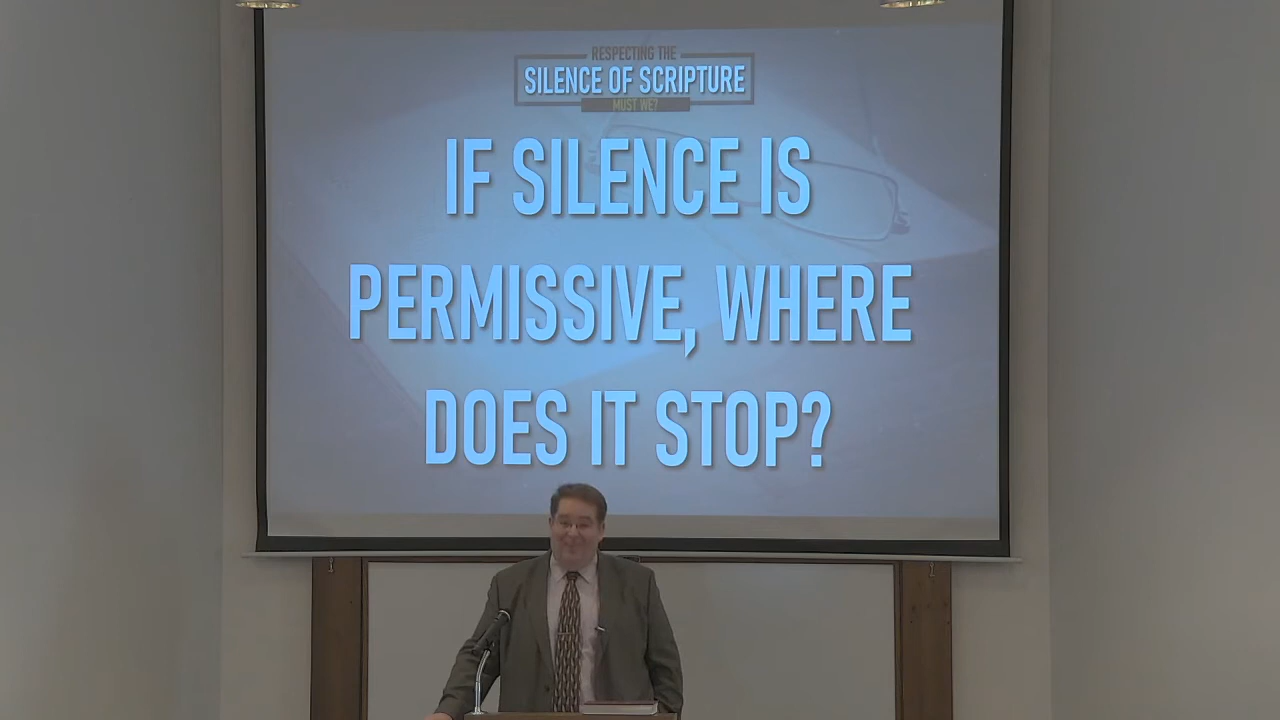 RESPECTING THE
SILENCE OF SCRIPTURE
MUST WE?
IF SILENCE IS
PERMISSIVE, WHERE
DOES IT STOP?